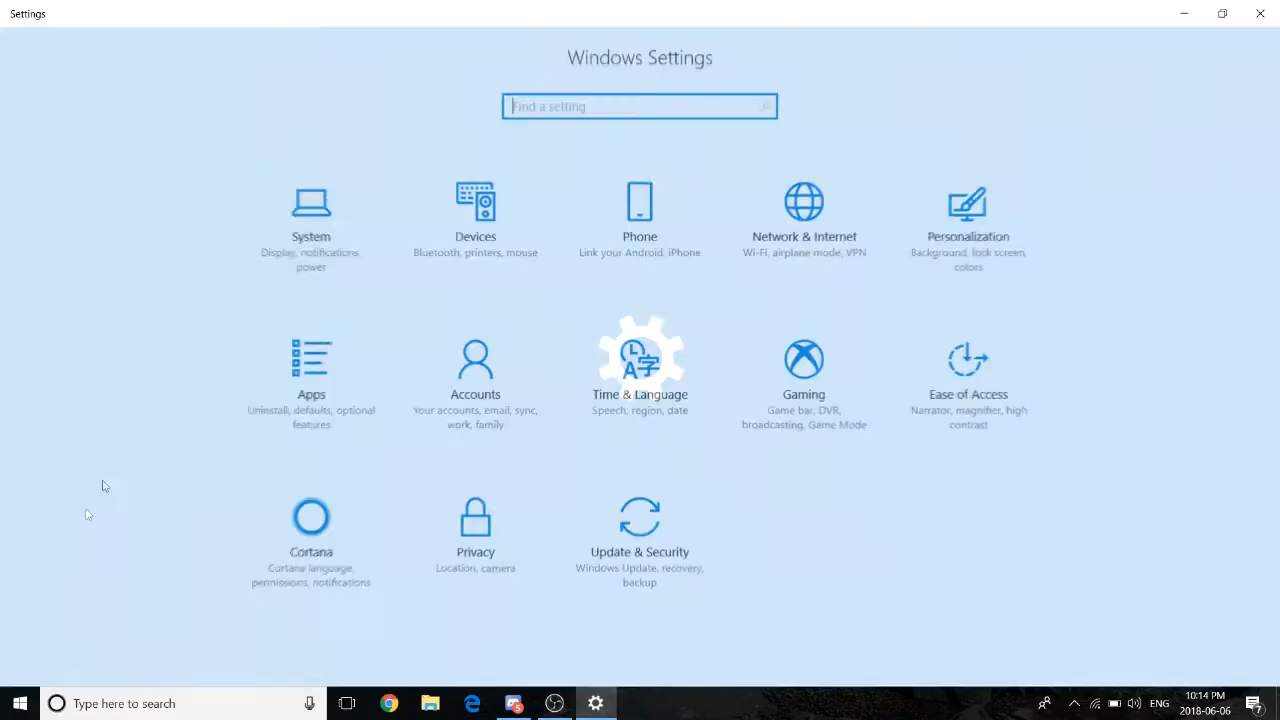 Settings
Windows Settings
Find a setting
System
Display, notifications,
power
Devices
Bluetooth, printers, mouse
Phone
Link your Android, iPhone
Network & Internet
Wi-Fi, airplane mode, VPN
Personalization
Background, lock screen,
colors
Apps
Uninstall, defaults, optional
features
Accounts
Your accounts, email, sync,
work, family
Time & Language
Speech, region, date
Gaming
Game bar, DVR,
broadcasting, Game Mode
Ease of Access
Narrator, magnifier, high
contrast
Cortana
Cortana language,
permissions, notifications
Privacy
Location, camera
Update & Security
Windows Update, recovery,
backup
Type here to search
ENG
10:14 PM
2018-06-06